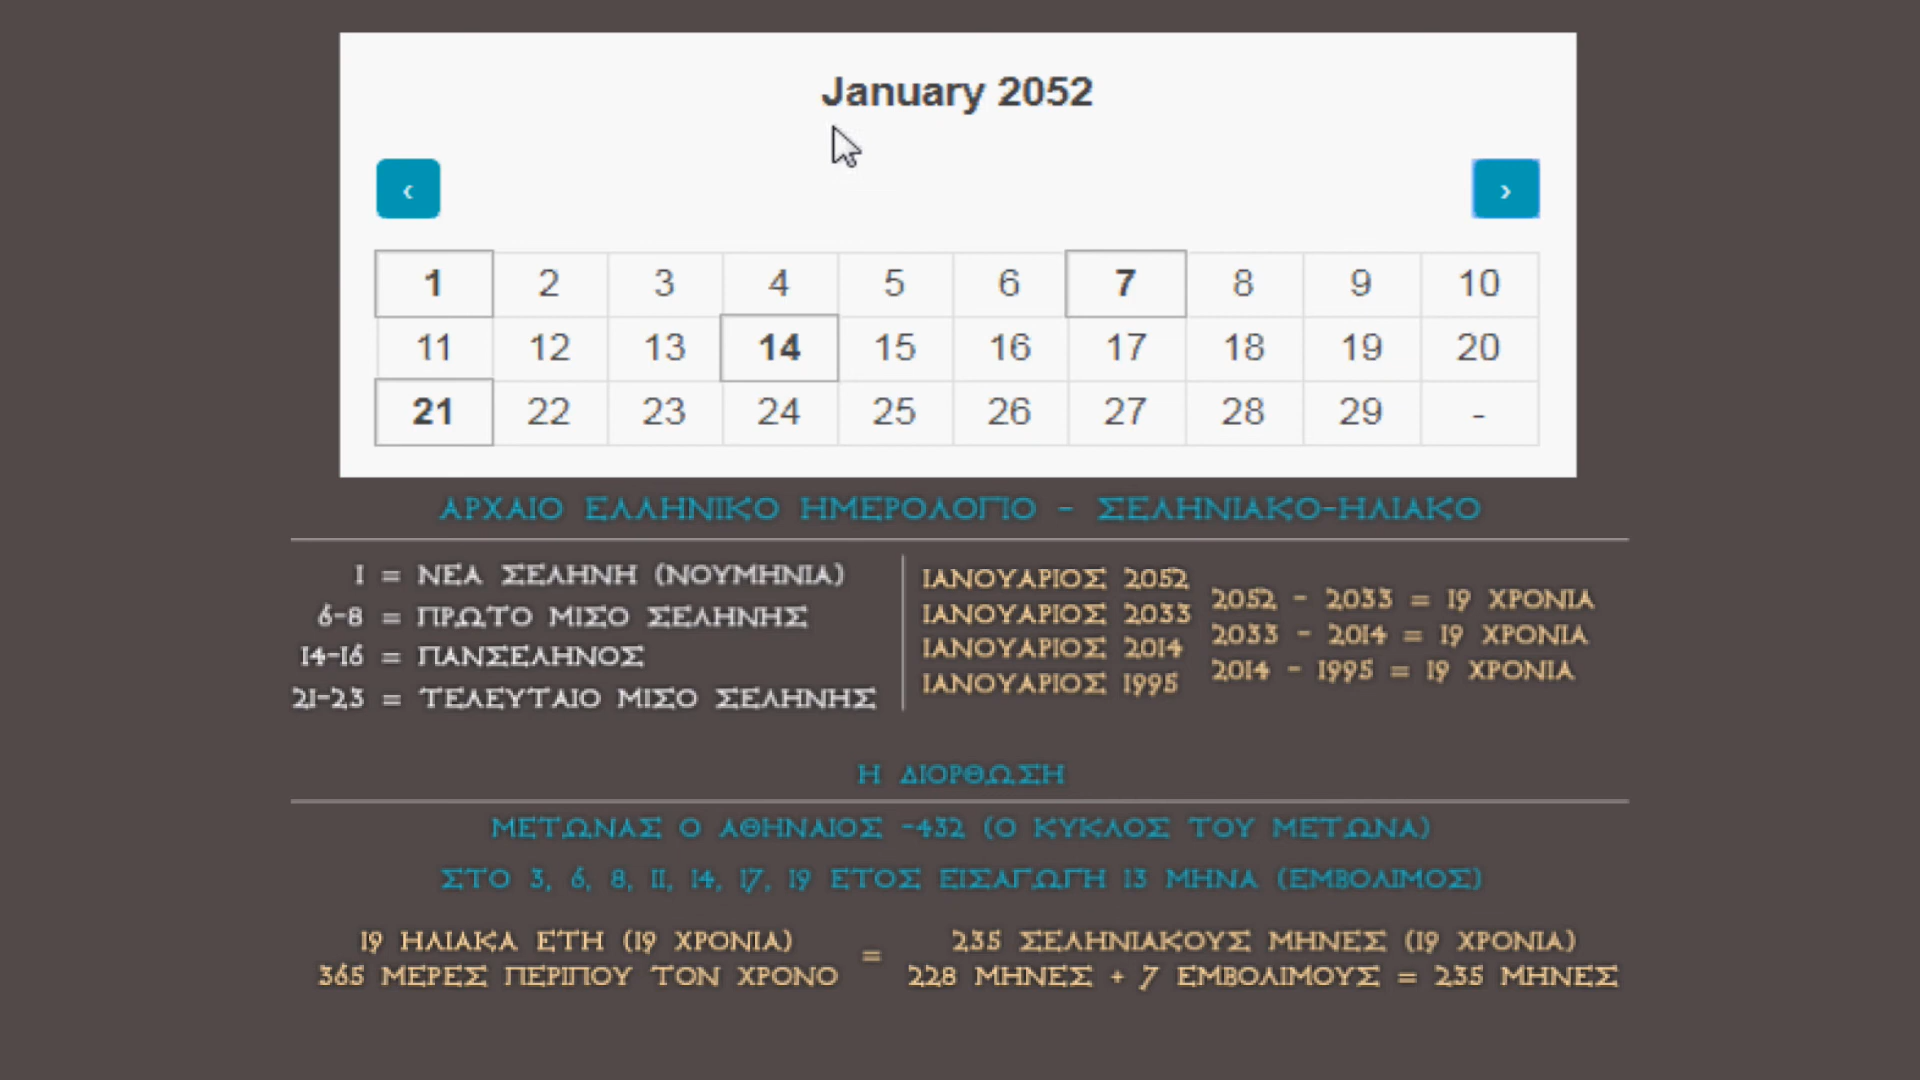 January 2052
‹
›
1 2 3 4 5 6 7 8 9 10
11 12 13 14 15 16 17 18 19 20
21 22 23 24 25 26 27 28 29 -
ΑΡΧΑΙΟ ΕΛΛΗΝΙΚΟ ΗΜΕΡΟΛΟΓΙΟ - ΣΕΛΗΝΙΑΚΟ-ΗΛΙΑΚΟ
1 = ΝΕΑ ΣΕΛΗΝΗ (ΝΟΥΜΗΝΙΑ)
6-8 = ΠΡΩΤΟ ΜΙΣΟ ΣΕΛΗΝΗΣ
14-16 = ΠΑΝΣΕΛΗΝΟΣ
21-23 = ΤΕΛΕΥΤΑΙΟ ΜΙΣΟ ΣΕΛΗΝΗΣ
ΙΑΝΟΥΑΡΙΟΣ 2052
ΙΑΝΟΥΑΡΙΟΣ 2033
ΙΑΝΟΥΑΡΙΟΣ 2014
ΙΑΝΟΥΑΡΙΟΣ 1995
2052 - 2033 = 19 ΧΡΟΝΙΑ
2033 - 2014 = 19 ΧΡΟΝΙΑ
2014 - 1995 = 19 ΧΡΟΝΙΑ
Η ΔΙΟΡΘΩΣΗ
ΜΕΤΩΝΑΣ Ο ΑΘΗΝΑΙΟΣ -432 (Ο ΚΥΚΛΟΣ ΤΟΥ ΜΕΤΩΝΑ)
ΣΤΟ 3, 6, 8, 11, 14, 17, 19 ΕΤΟΣ ΕΙΣΑΓΩΓΗ 13 ΜΗΝΑ (ΕΜΒΟΛΙΜΟΣ)
19 ΗΛΙΑΚΑ ΕΤΗ (19 ΧΡΟΝΙΑ)
365 ΜΕΡΕΣ ΠΕΡΙΠΟΥ ΤΟΝ ΧΡΟΝΟ
=
235 ΣΕΛΗΝΙΑΚΟΥΣ ΜΗΝΕΣ (19 ΧΡΟΝΙΑ)
228 ΜΗΝΕΣ + 7 ΕΜΒΟΛΙΜΟΥΣ = 235 ΜΗΝΕΣ